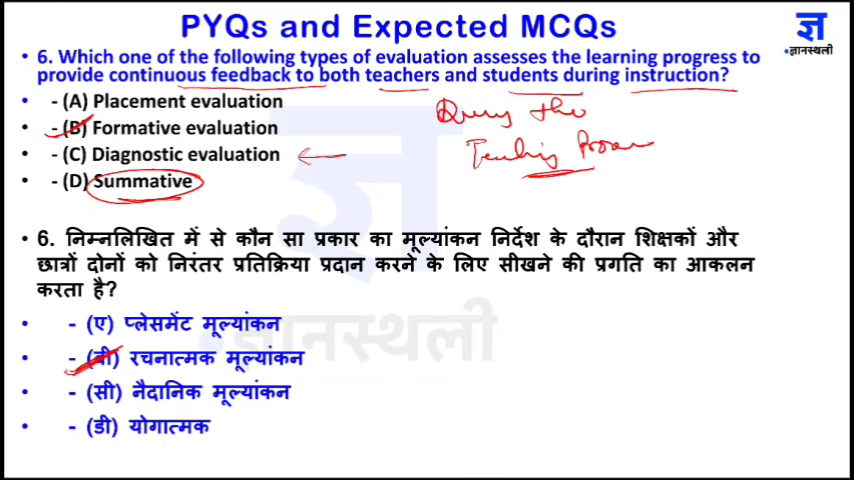 PYQs and Expected MCQs
ज्ञ
ज्ञानस्थली
• 6. Which one of the following types of evaluation assesses the learning progress to
provide continuous feedback to both teachers and students during instruction?
• - (A) Placement evaluation
• - (B) Formative evaluation
• - (C) Diagnostic evaluation
• - (D) Summative
During the
Teaching Process
• 6. निम्नलिखित में से कौन सा प्रकार का मूल्यांकन निर्देश के दौरान शिक्षकों और
छात्रों दोनों को निरंतर प्रतिक्रिया प्रदान करने के लिए सीखने की प्रगति का आकलन
करता है?
• - (ए) प्लेसमेंट मूल्यांकन
• - (बी) रचनात्मक मूल्यांकन
• - (सी) नैदानिक मूल्यांकन
• - (डी) योगात्मक
ज्ञानस्थली